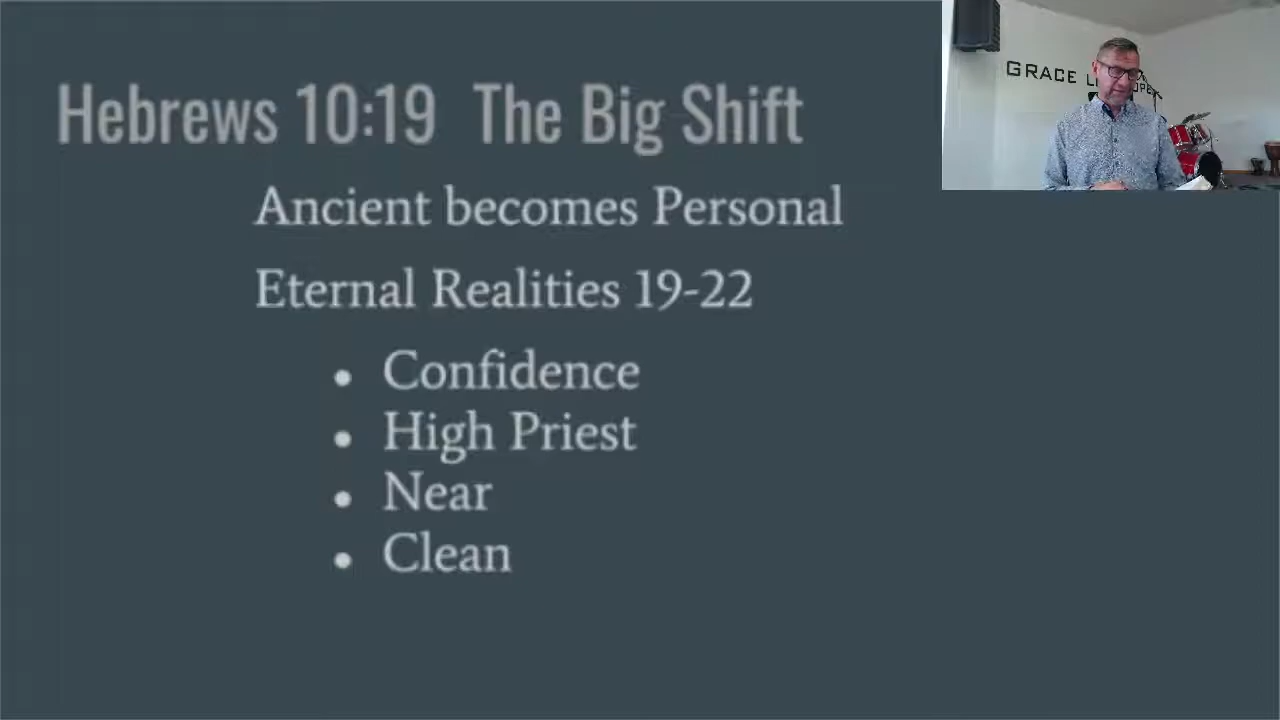 Hebrews 10:19 The Big Shift
Ancient becomes Personal
Eternal Realities 19-22
• Confidence
• High Priest
• Near
• Clean
GRACE